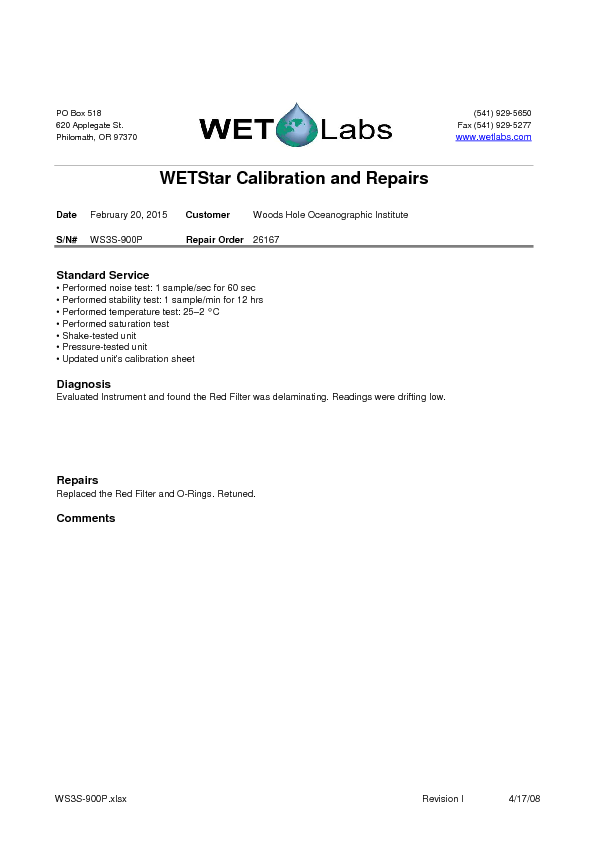 PO Box 518
620 Applegate St.
Philomath, OR 97370
WET Labs
(541) 929-5650
Fax (541) 929-5277
www.wetlabs.com
WETStar Calibration and Repairs
Date February 20, 2015 Customer Woods Hole Oceanographic Institute
S/N# WS3S-900P Repair Order 26167
Standard Service
• Performed noise test: 1 sample/sec for 60 sec
• Performed stability test: 1 sample/min for 12 hrs
• Performed temperature test: 25–2 °C
• Performed saturation test
• Shake-tested unit
• Pressure-tested unit
• Updated unit's calibration sheet
Diagnosis
Evaluated Instrument and found the Red Filter was delaminating. Readings were drifting low.
Repairs
Replaced the Red Filter and O-Rings. Retuned.
Comments
WS3S-900P.xlsx Revision I 4/17/08